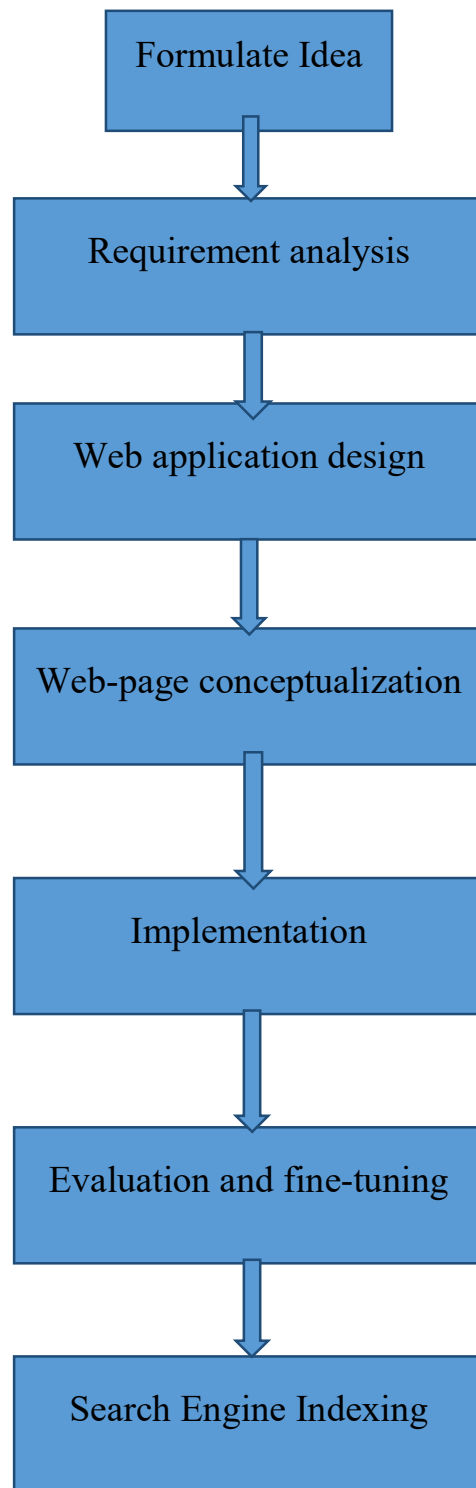 Formulate Idea
Requirement analysis
Web application design
Web-page conceptualization
Implementation
Evaluation and fine-tuning
Search Engine Indexing